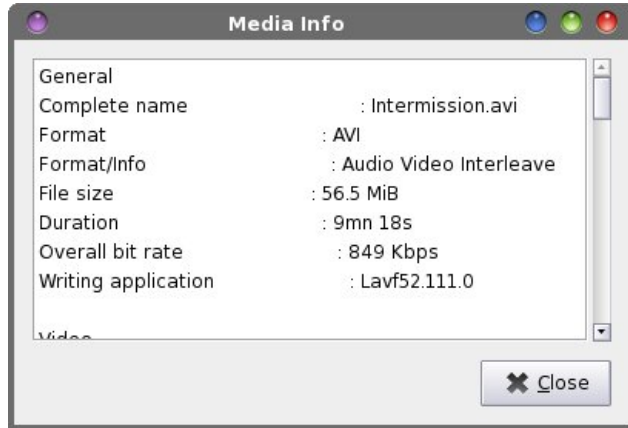 Media Info
General
Complete name : Intermission.avi
Format : AVI
Format/Info : Audio Video Interleave
File size : 56.5 MiB
Duration : 9mn 18s
Overall bit rate : 849 Kbps
Writing application : Lavf52.111.0
Video
Close